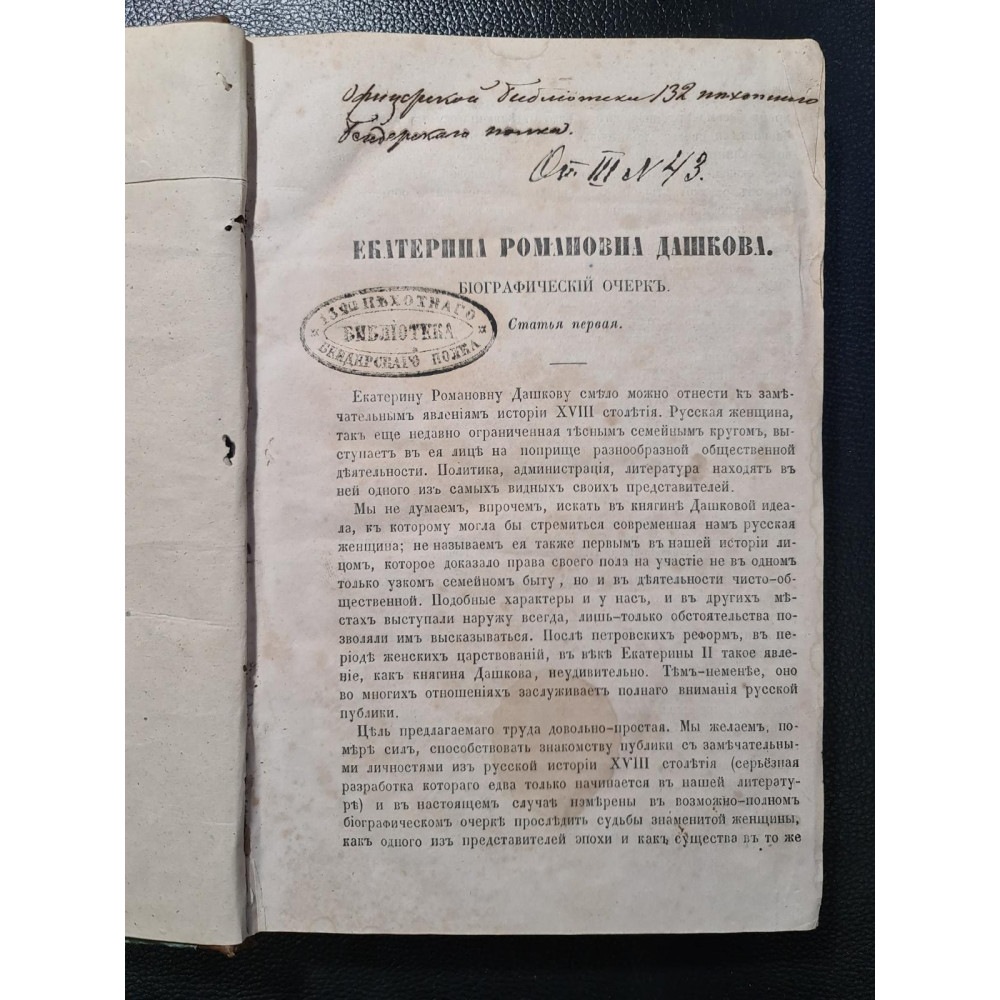 Офицерской библіотеки 132 пѣхотнаго
Бендерскаго полка.
От. III № 43.
ЕКАТЕРИНА РОМАНОВНА ДАШКОВА.
БІОГРАФИЧЕСКІЙ ОЧЕРКЪ.
132го ПѢХОТНАГО
БИБЛІОТЕКА
БЕНДЕРСКАГО ПОЛКА
Статья первая.
Екатерину Романовну Дашкову смѣло можно отнести къ замѣ-
чательнымъ явленіямъ исторіи XVIII столѣтія. Русская женщина,
такъ еще недавно ограниченная тѣснымъ семейнымъ кругомъ, вы-
ступаетъ въ ея лицѣ на поприще разнообразной общественной
дѣятельности. Политика, администрація, литература находятъ въ
ней одного изъ самыхъ видныхъ своихъ представителей.
Мы не думаемъ, впрочемъ, искать въ княгинѣ Дашковой идеа-
ла, къ которому могла бы стремиться современная намъ русская
женщина; не называемъ ея также первымъ въ нашей исторіи ли-
цомъ, которое доказало права своего пола на участіе не въ одномъ
только узкомъ семейномъ быту, но и въ дѣятельности чисто-об-
щественной. Подобные характеры и у насъ, и въ другихъ мѣ-
стахъ выступали наружу всегда, лишь-только обстоятельства по-
зволяли имъ высказываться. Послѣ петровскихъ реформъ, въ пе-
ріодѣ женскихъ царствованій, въ вѣкѣ Екатерины II такое явле-
ніе, какъ княгиня Дашкова, неудивительно. Тѣмъ-неменѣе, оно
во многихъ отношеніяхъ заслуживаетъ полнаго вниманія русской
публики.
Цѣль предлагаемаго труда довольно-простая. Мы желаемъ, по-
мѣрѣ силъ, способствовать знакомству публики съ замѣчательны-
ми личностями изъ русской исторіи XVIII столѣтія (серьёзная
разработка котораго едва только начинается въ нашей литерату-
рѣ) и въ настоящемъ случаѣ намѣрены въ возможно-полномъ
біографическомъ очеркѣ прослѣдить судьбы знаменитой женщины,
какъ одного изъ представителей эпохи и какъ существа въ то же